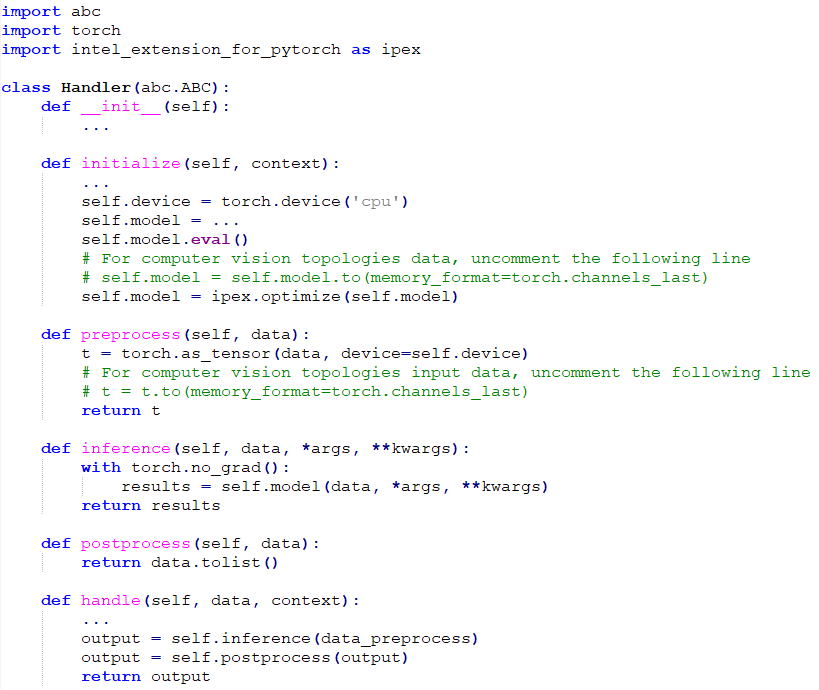 import abc
import torch
import intel_extension_for_pytorch as ipex

class Handler(abc.ABC):
    def __init__(self):
        ...

    def initialize(self, context):
        ...
        self.device = torch.device('cpu')
        self.model = ...
        self.model.eval()
        # For computer vision topologies data, uncomment the following line
        # self.model = self.model.to(memory_format=torch.channels_last)
        self.model = ipex.optimize(self.model)

    def preprocess(self, data):
        t = torch.as_tensor(data, device=self.device)
        # For computer vision topologies input data, uncomment the following line
        # t = t.to(memory_format=torch.channels_last)
        return t

    def inference(self, data, *args, **kwargs):
        with torch.no_grad():
            results = self.model(data, *args, **kwargs)
        return results

    def postprocess(self, data):
        return data.tolist()

    def handle(self, data, context):
        ...
        output = self.inference(data_preprocess)
        output = self.postprocess(output)
        return output